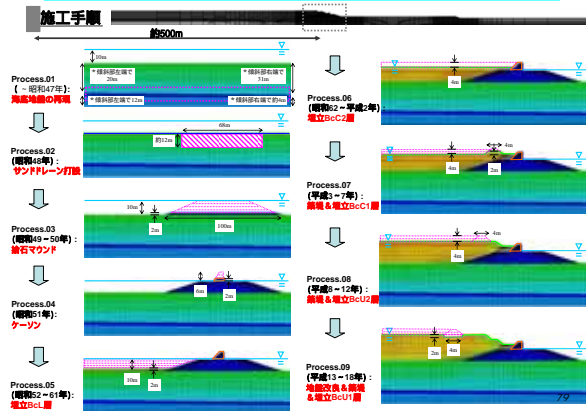 施工手順
約500m
Process.01
( ~昭和47年):
海底地盤の再現
10m
*傾斜部左端で
20m
*傾斜部右端で
31m
*傾斜部左端で12m
*傾斜部右端で約4m
Process.02
(昭和48年):
サンドドレーン打設
68m
約12m
Process.03
(昭和49~50年):
捨石マウンド
10m
2m
100m
Process.04
(昭和51年):
ケーソン
6m
2m
Process.05
(昭和52~61年):
埋立BcL層
10m
2m
Process.06
(昭和62~平成2年):
埋立BcC2層
4m
Process.07
(平成3~7年):
築堤&埋立BcC1層
4m
4m
2m
Process.08
(平成8~12年):
築堤&埋立BcU2層
4m
4m
Process.09
(平成13~18年):
地盤改良&築堤
&埋立BcU1層
2m
4m
79